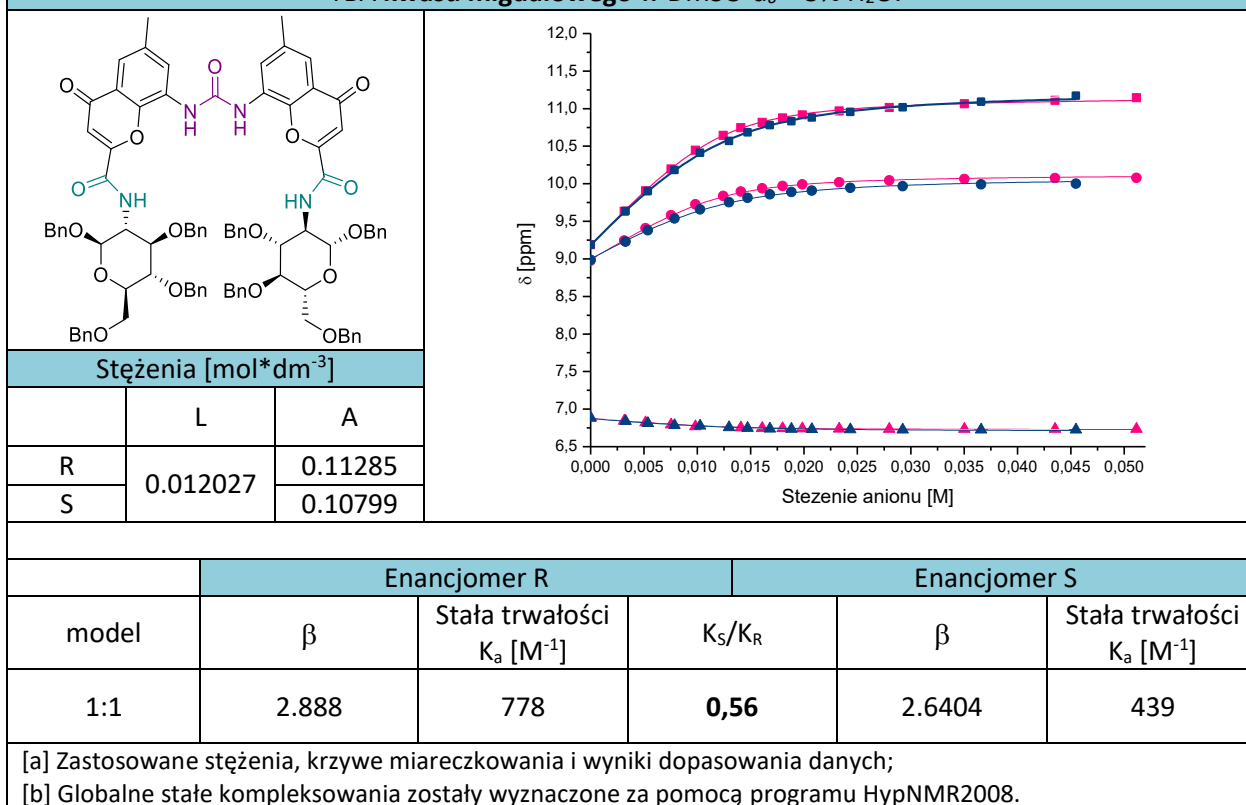 O
O
O
N
H
N
H
O
O
O
O
NH
HN
O
BnO
OBn
BnO
OBn
O
OBn
BnO
O
BnO
OBn
δ [ppm]
12,0
11,5
11,0
10,5
10,0
9,5
9,0
8,5
8,0
7,5
7,0
6,5
0,000 0,005 0,010 0,015 0,020 0,025 0,030 0,035 0,040 0,045 0,050
Stezenie anionu [M]
Stężenia [mol*dm-3]
L A
R 0.012027 0.11285
S 0.10799
Enancjomer R Enancjomer S
model β Stała trwałości Ka [M-1] KS/KR β Stała trwałości Ka [M-1]
1:1 2.888 778 0,56 2.6404 439
[a] Zastosowane stężenia, krzywe miareczkowania i wyniki dopasowania danych;
[b] Globalne stałe kompleksowania zostały wyznaczone za pomocą programu HypNMR2008.